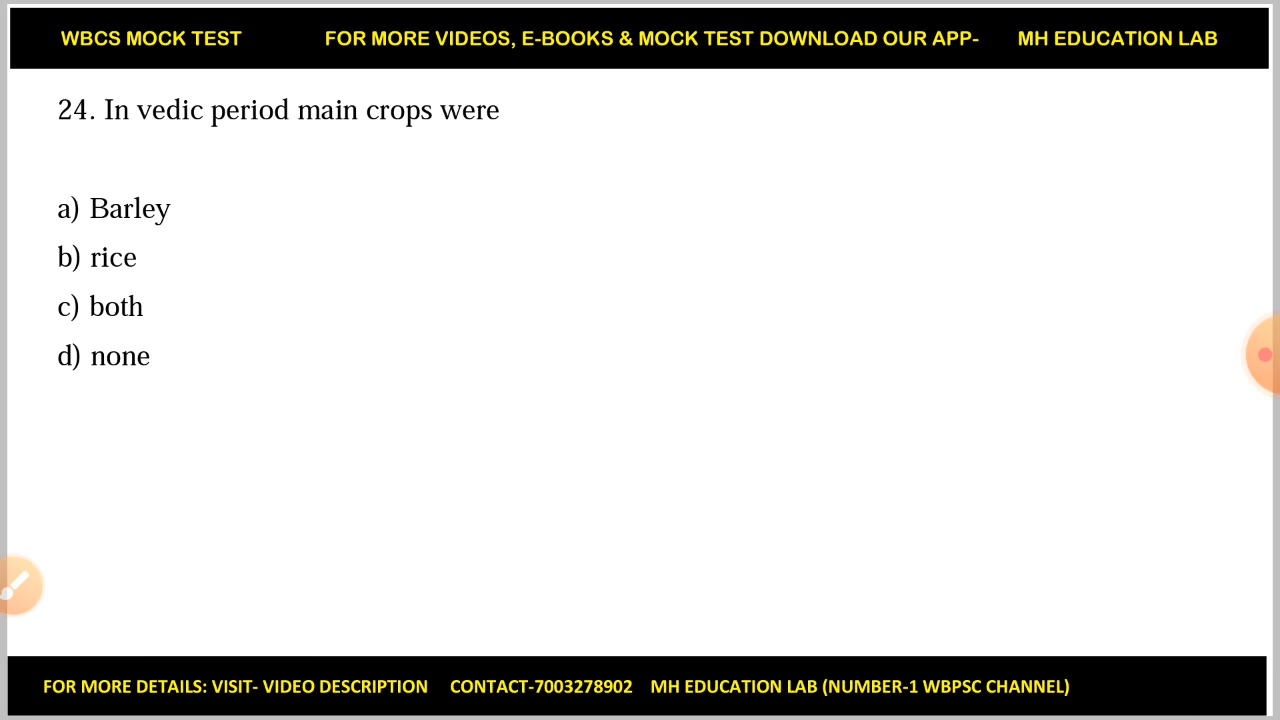 WBCS MOCK TEST FOR MORE VIDEOS, E-BOOKS & MOCK TEST DOWNLOAD OUR APP- MH EDUCATION LAB
24. In vedic period main crops were
a) Barley
b) rice
c) both
d) none
FOR MORE DETAILS: VISIT- VIDEO DESCRIPTION CONTACT-7003278902 MH EDUCATION LAB (NUMBER-1 WBPSC CHANNEL)